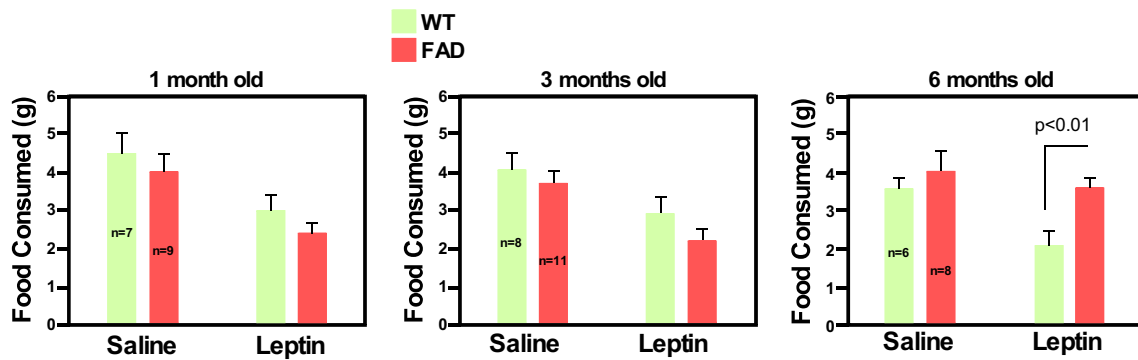 WT
FAD
1 month old
Food Consumed (g)
6
5
4
3
2
1
0
n=7
n=9
Saline
Leptin
3 months old
Food Consumed (g)
6
5
4
3
2
1
0
n=8
n=11
Saline
Leptin
6 months old
Food Consumed (g)
6
5
4
3
2
1
0
p<0.01
n=6
n=8
Saline
Leptin